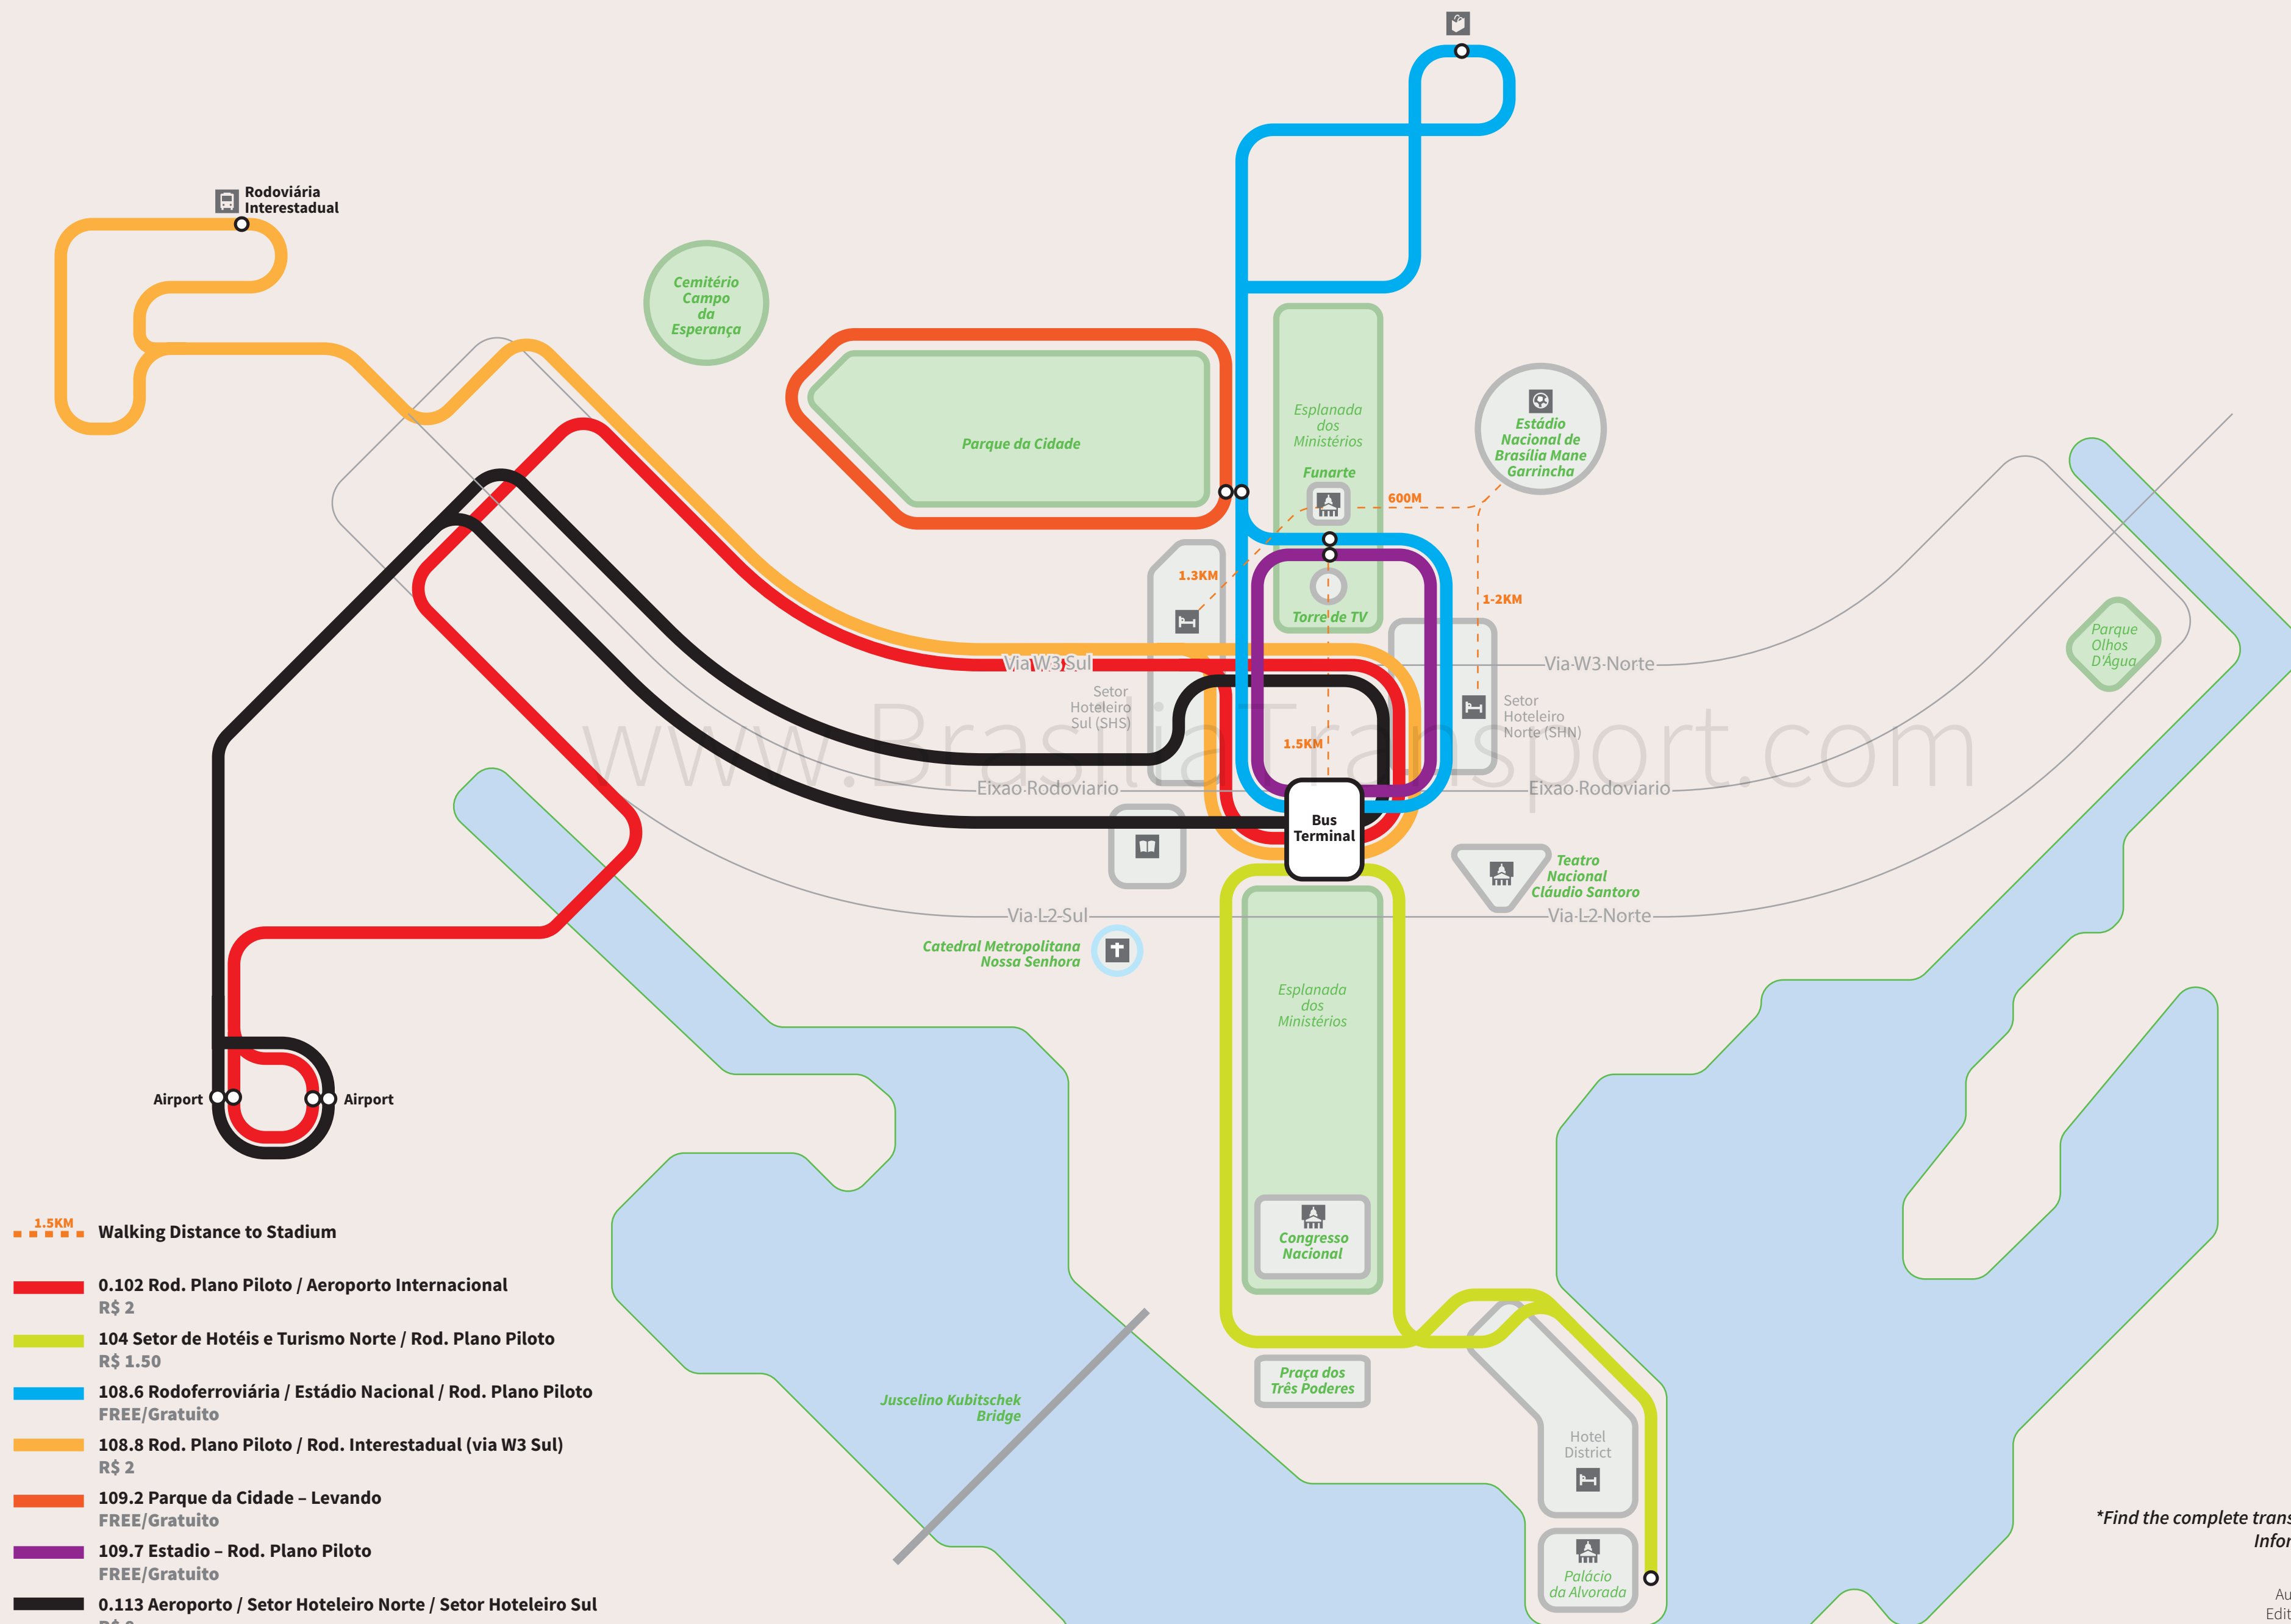 Rodoviária
Interestadual
Cemitério
Campo
da
Esperança
Parque da Cidade
Esplanada
dos
Ministérios
Funarte
Estádio
Nacional de
Brasília Mane
Garrincha
600M
1.3KM
1-2KM
Torre de TV
Parque
Olhos
D'Água
Via W3 Sul
Via W3 Norte
Setor
Hoteleiro
Sul (SHS)
Setor
Hoteleiro
Norte (SHN)
www.BrasiliaTransport.com
1.5KM
Eixao Rodoviario
Eixao Rodoviario
Bus
Terminal
Teatro
Nacional
Cláudio Santoro
Via L2 Sul
Via L2 Norte
Catedral Metropolitana
Nossa Senhora
Esplanada
dos
Ministérios
Airport
Airport
Congresso
Nacional
Praça dos
Três Poderes
Juscelino Kubitschek
Bridge
Hotel
District
Palácio
da Alvorada
1.5KM
Walking Distance to Stadium
0.102 Rod. Plano Piloto / Aeroporto Internacional
R$ 2
104 Setor de Hotéis e Turismo Norte / Rod. Plano Piloto
R$ 1.50
108.6 Rodoferroviária / Estádio Nacional / Rod. Plano Piloto
FREE/Gratuito
108.8 Rod. Plano Piloto / Rod. Interestadual (via W3 Sul)
R$ 2
109.2 Parque da Cidade – Levando
FREE/Gratuito
109.7 Estadio – Rod. Plano Piloto
FREE/Gratuito
0.113 Aeroporto / Setor Hoteleiro Norte / Setor Hoteleiro Sul
*Find the complete trans
Infor
Au
Edit